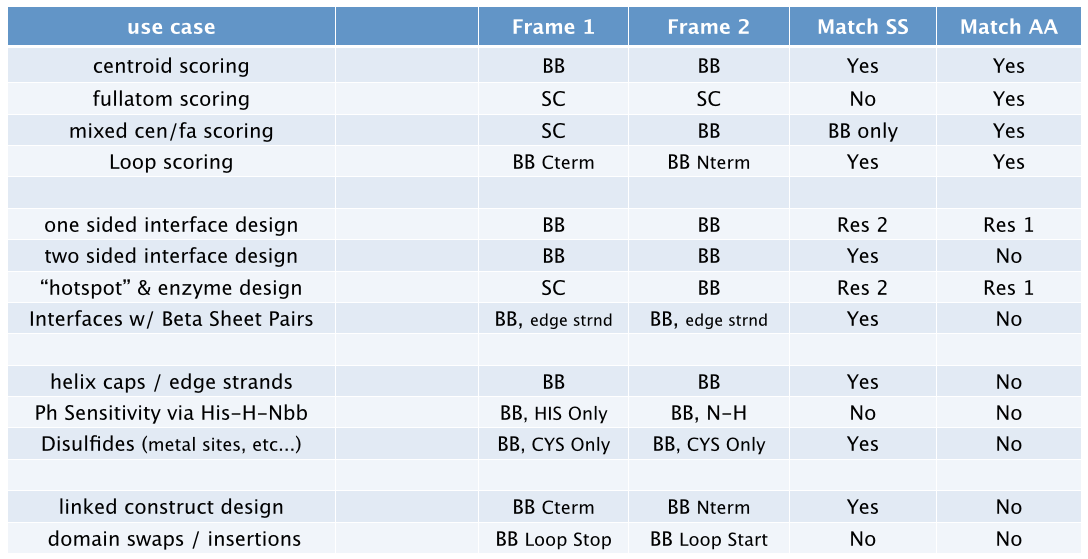 use case Frame 1 Frame 2 Match SS Match AA
centroid scoring BB BB Yes Yes
fullatom scoring SC SC No Yes
mixed cen/fa scoring SC BB BB only Yes
Loop scoring BB Cterm BB Nterm Yes Yes
one sided interface design BB BB Res 2 Res 1
two sided interface design BB BB Yes No
“hotspot” & enzyme design SC BB Res 2 Res 1
Interfaces w/ Beta Sheet Pairs BB, edge strnd BB, edge strnd Yes No
helix caps / edge strands BB BB Yes No
Ph Sensitivity via His-H-Nbb BB, HIS Only BB, N-H No No
Disulfides (metal sites, etc...) BB, CYS Only BB, CYS Only Yes No
linked construct design BB Cterm BB Nterm Yes No
domain swaps / insertions BB Loop Stop BB Loop Start No No